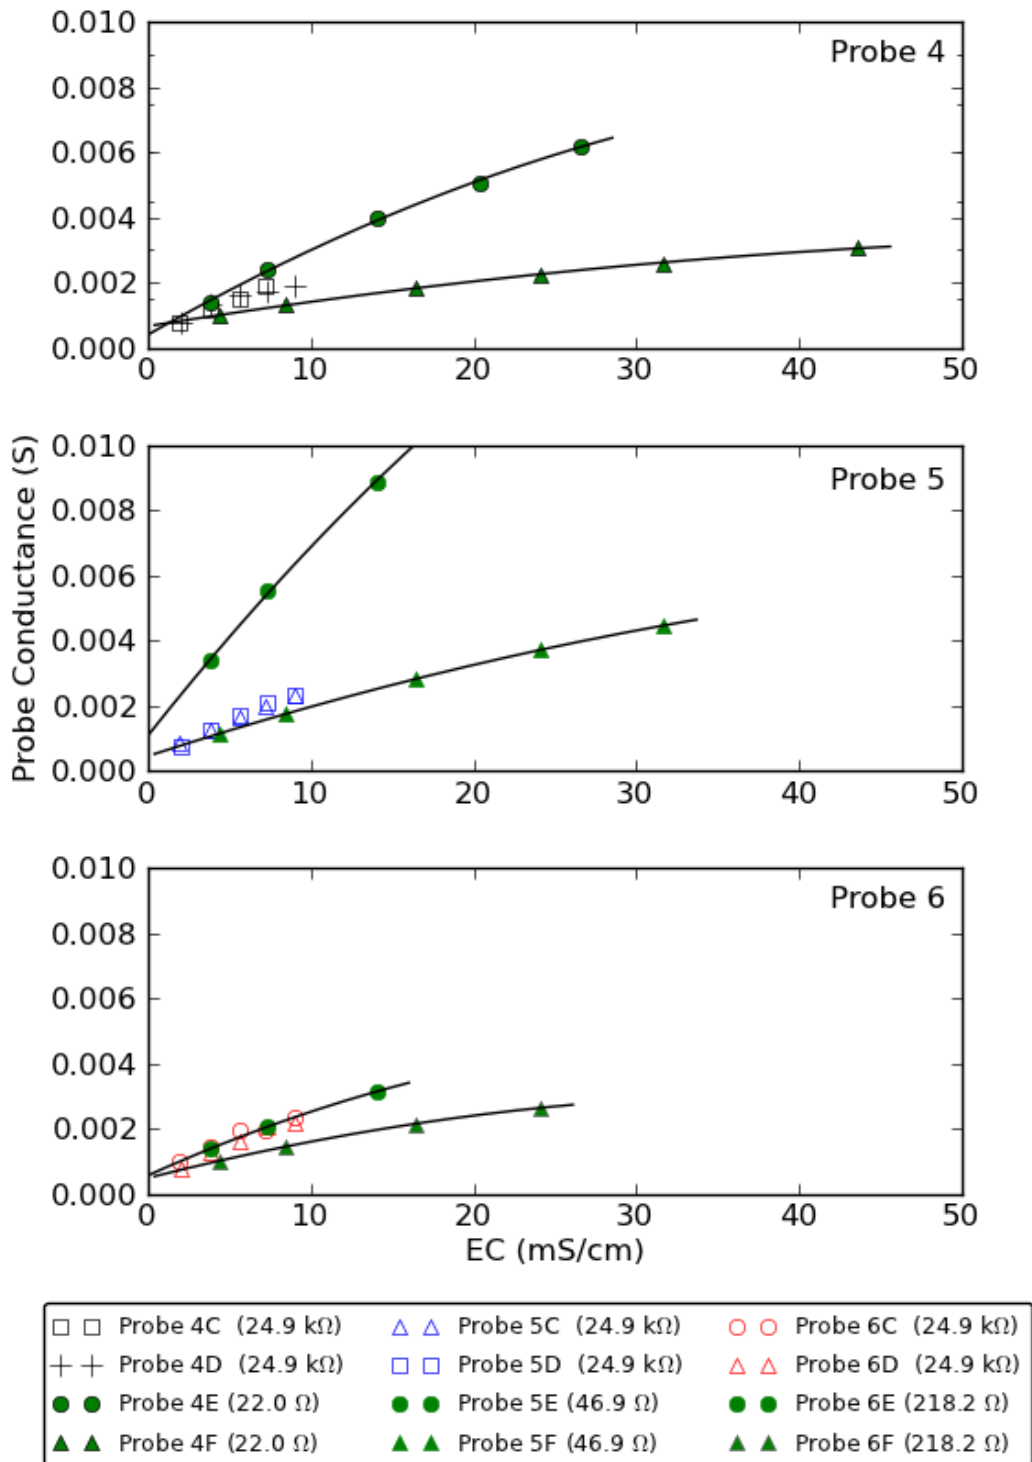 0.010
Probe 4
0.008
0.006
0.004
0.002
0.000
0 10 20 30 40 50
Probe Conductance (S)
0.010
Probe 5
0.008
0.006
0.004
0.002
0.000
0 10 20 30 40 50
0.010
Probe 6
0.008
0.006
0.004
0.002
0.000
0 10 20 30 40 50
EC (mS/cm)
Probe 4C (24.9 kΩ) Probe 5C (24.9 kΩ) Probe 6C (24.9 kΩ)
Probe 4D (24.9 kΩ) Probe 5D (24.9 kΩ) Probe 6D (24.9 kΩ)
Probe 4E (22.0 Ω) Probe 5E (46.9 Ω) Probe 6E (218.2 Ω)
Probe 4F (22.0 Ω) Probe 5F (46.9 Ω) Probe 6F (218.2 Ω)